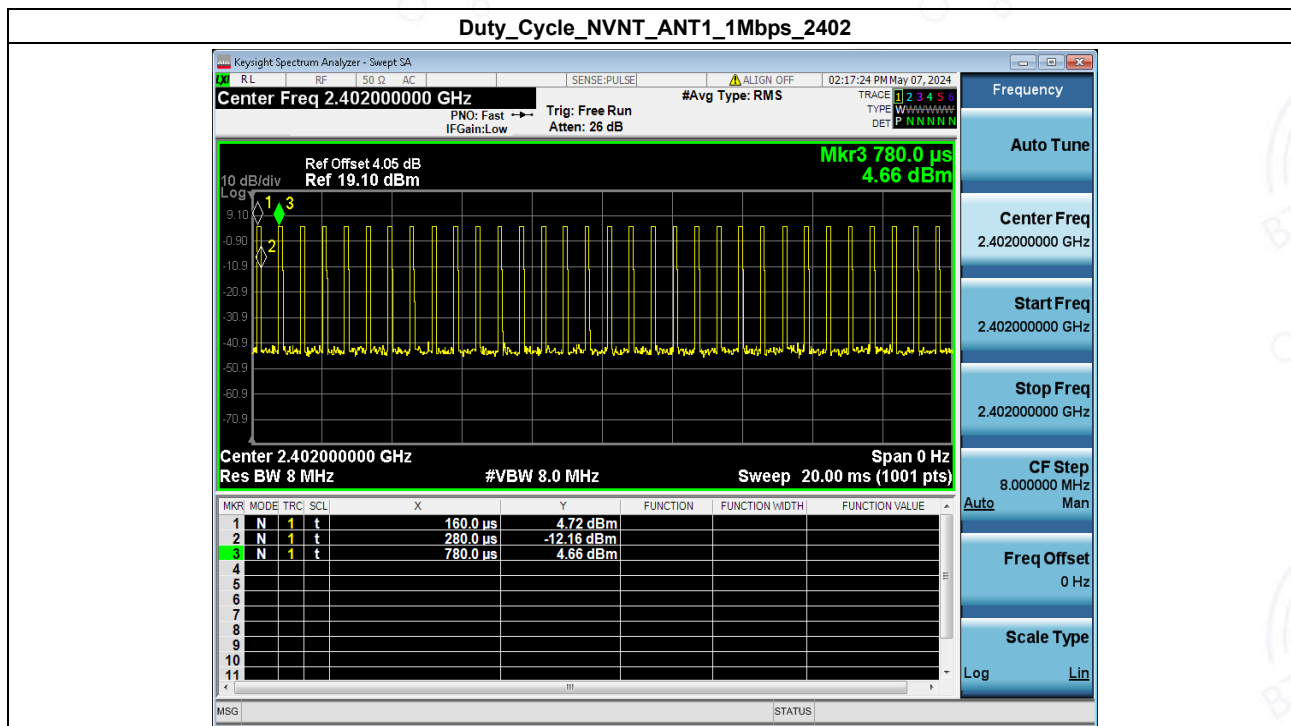 Duty_Cycle_NVNT_ANT1_1Mbps_2402
Keysight Spectrum Analyzer - Swept SA
LXI RL RF 50 Ω AC SENSE:PULSE ALIGN OFF 02:17:24 PM May 07, 2024
Center Freq 2.402000000 GHz #Avg Type: RMS TRACE 1 2 3 4 5 6
PNO: Fast Trig: Free Run TYPE WWWWWW
IFGain:Low Atten: 26 dB DET P N N N N N
Ref Offset 4.05 dB Mkr3 780.0 µs
10 dB/div Ref 19.10 dBm 4.66 dBm
Log
1 3
9.10
2
-0.90
-10.9
-20.9
-30.9
-40.9
-50.9
-60.9
-70.9
Center 2.402000000 GHz Span 0 Hz
Res BW 8 MHz #VBW 8.0 MHz Sweep 20.00 ms (1001 pts)
MKR MODE TRC SCL X Y FUNCTION FUNCTION WIDTH FUNCTION VALUE
1 N 1 t 160.0 µs 4.72 dBm
2 N 1 t 280.0 µs -12.16 dBm
3 N 1 t 780.0 µs 4.66 dBm
4
5
6
7
8
9
10
11
MSG STATUS
Frequency
Auto Tune
Center Freq
2.402000000 GHz
Start Freq
2.402000000 GHz
Stop Freq
2.402000000 GHz
CF Step
8.000000 MHz
Auto Man
Freq Offset
0 Hz
Scale Type
Log Lin